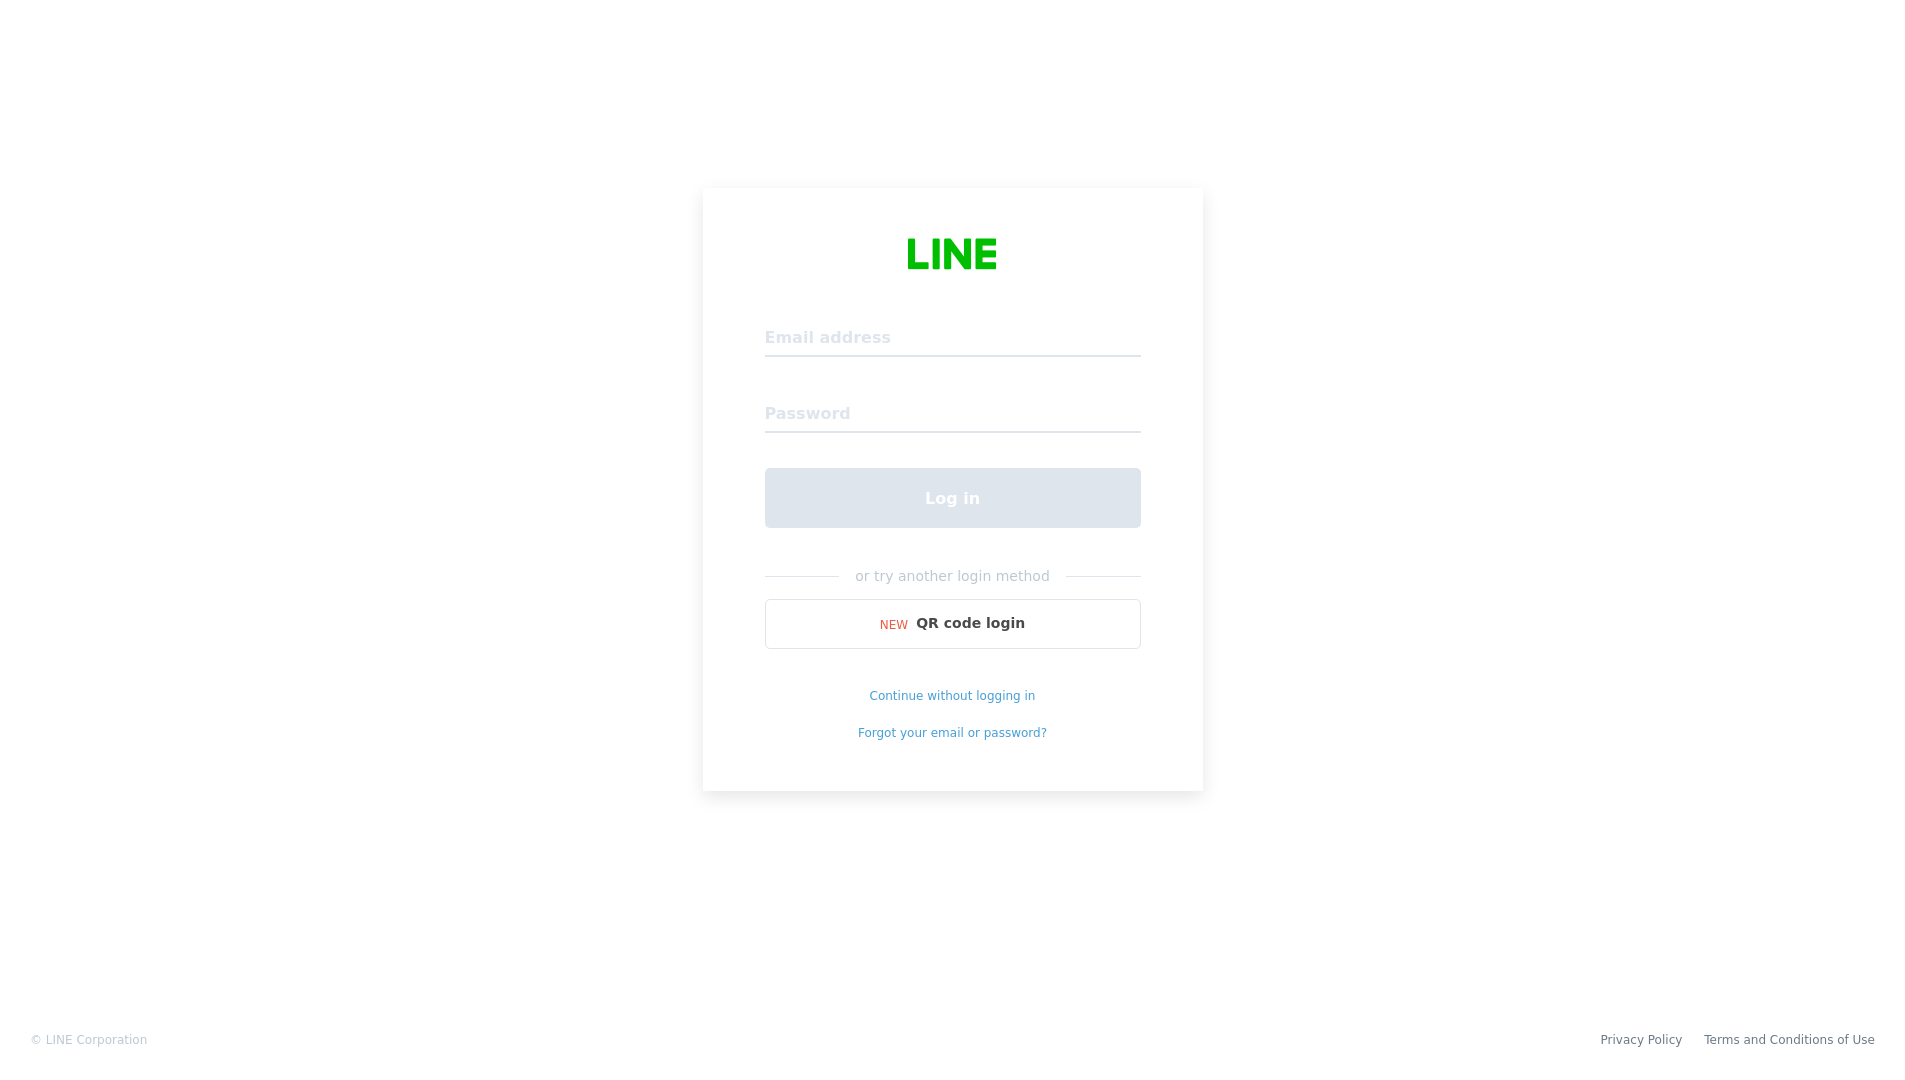 LINE
Email address
Password
Log in
or try another login method
NEW QR code login
Continue without logging in
Forgot your email or password?
© LINE Corporation
Privacy Policy Terms and Conditions of Use